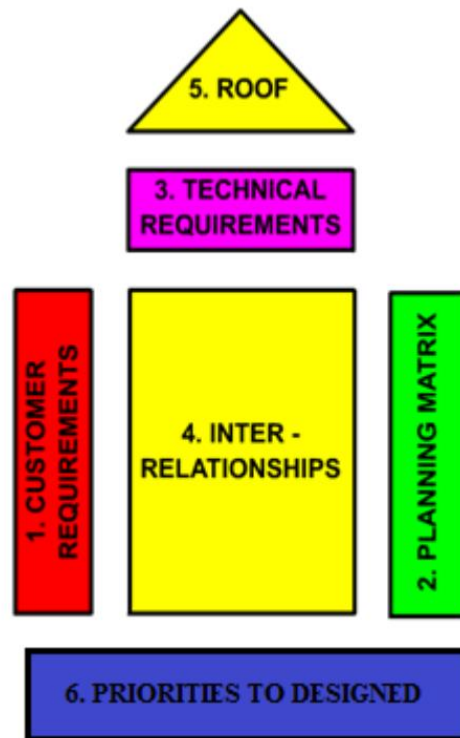 5. ROOF
3. TECHNICAL
REQUIREMENTS
1. CUSTOMER
REQUIREMENTS
4. INTER -
RELATIONSHIPS
2. PLANNING MATRIX
6. PRIORITIES TO DESIGNED